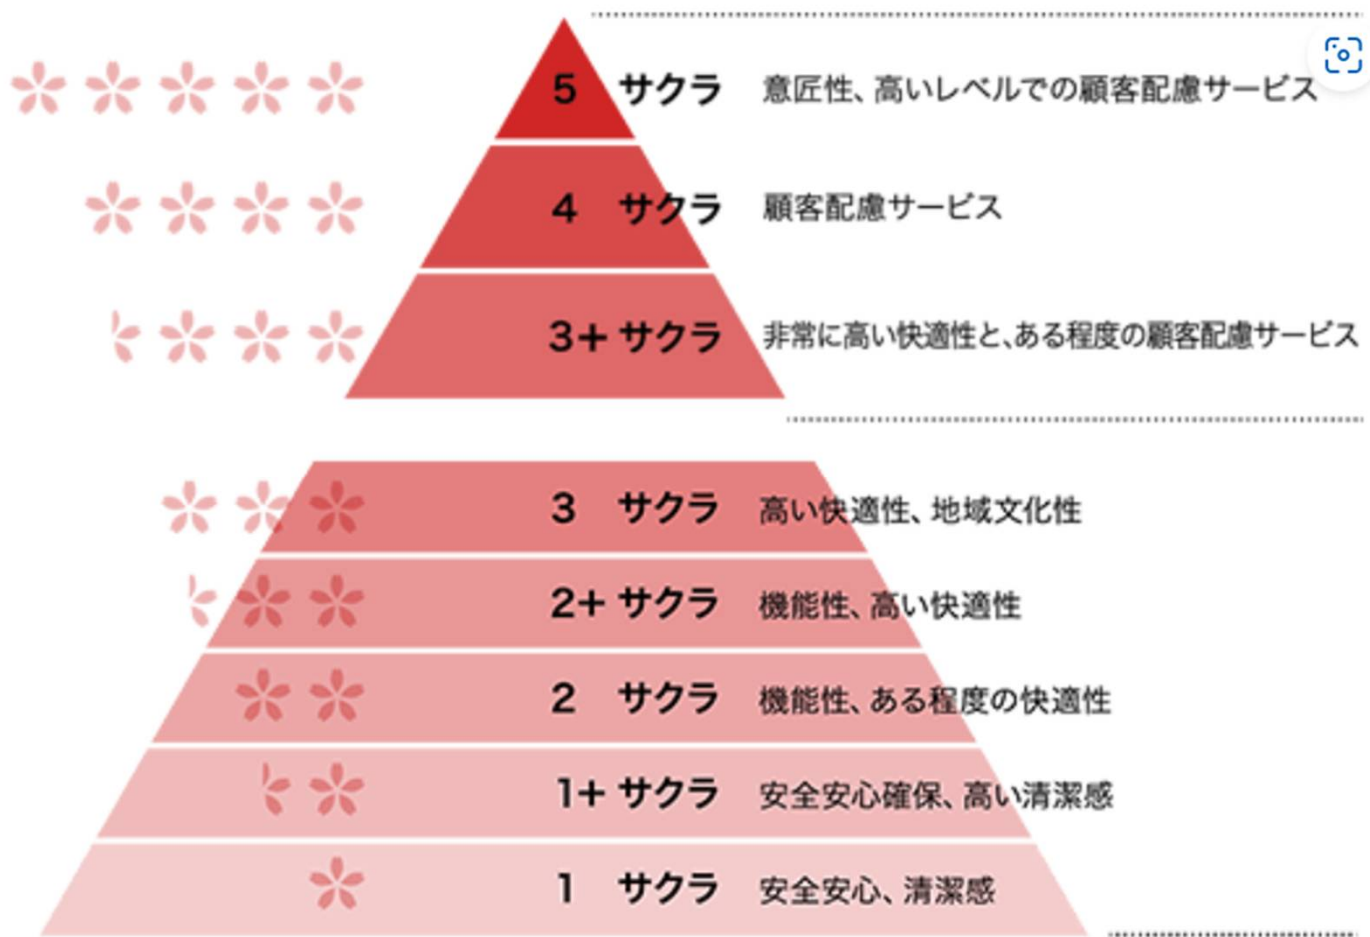 5 サクラ 意匠性、高いレベルでの顧客配慮サービス
4 サクラ 顧客配慮サービス
3+ サクラ 非常に高い快適性と、ある程度の顧客配慮サービス
3 サクラ 高い快適性、地域文化性
2+ サクラ 機能性、高い快適性
2 サクラ 機能性、ある程度の快適性
1+ サクラ 安全安心確保、高い清潔感
1 サクラ 安全安心、清潔感